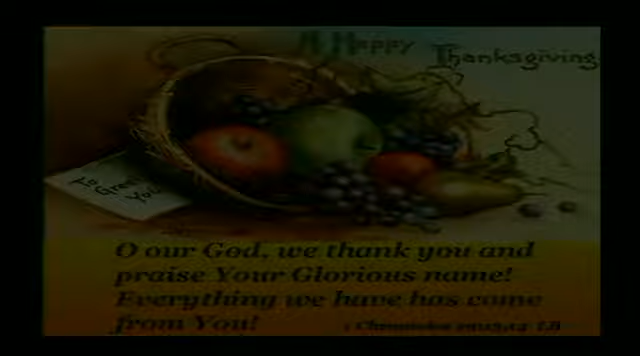 A Happy
Thanksgiving
To Greet
You
O our God, we thank you and
praise Your Glorious name!
Everything we have has come
from You!